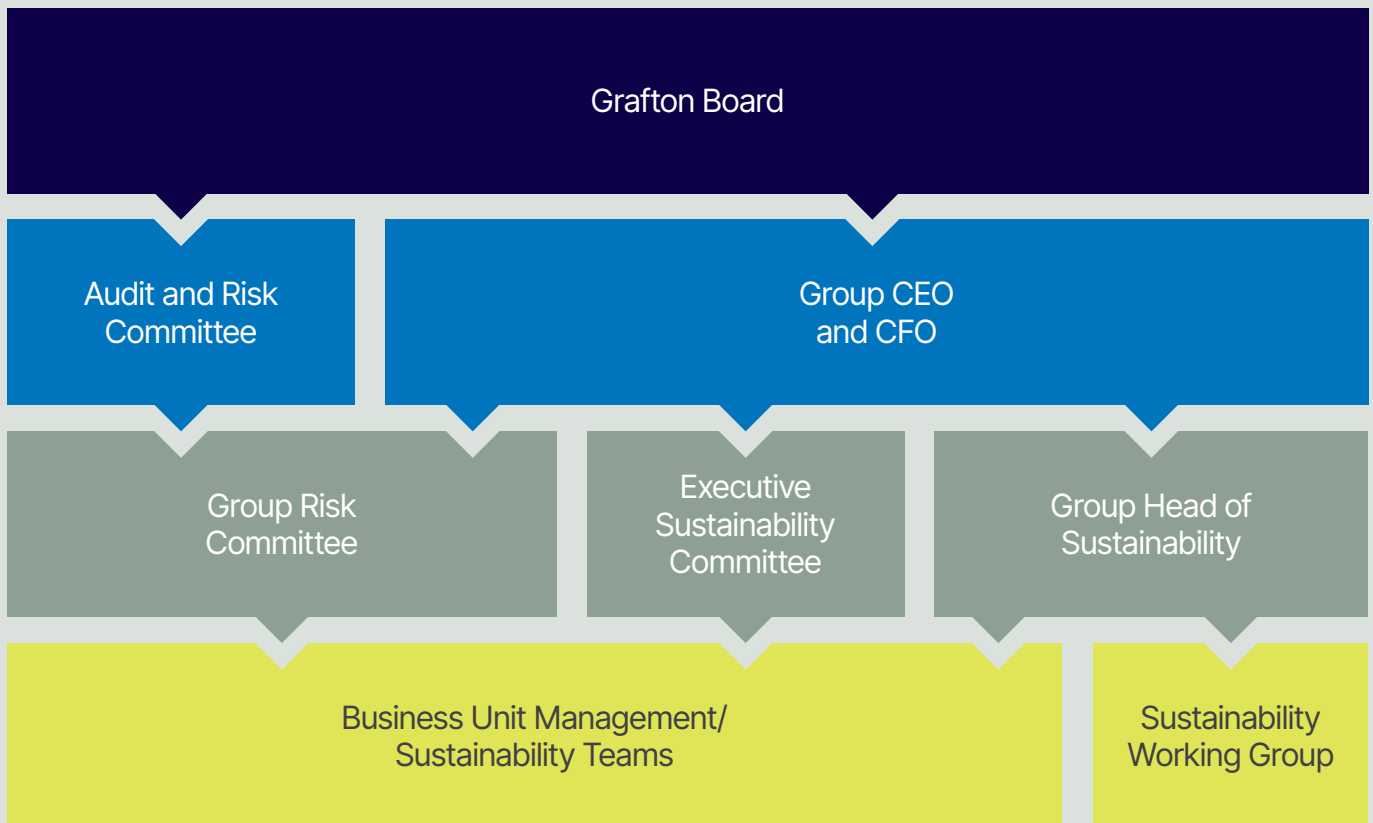 Grafton Board
Audit and Risk
Committee
Group CEO
and CFO
Group Risk
Committee
Executive
Sustainability
Committee
Group Head of
Sustainability
Business Unit Management/
Sustainability Teams
Sustainability
Working Group